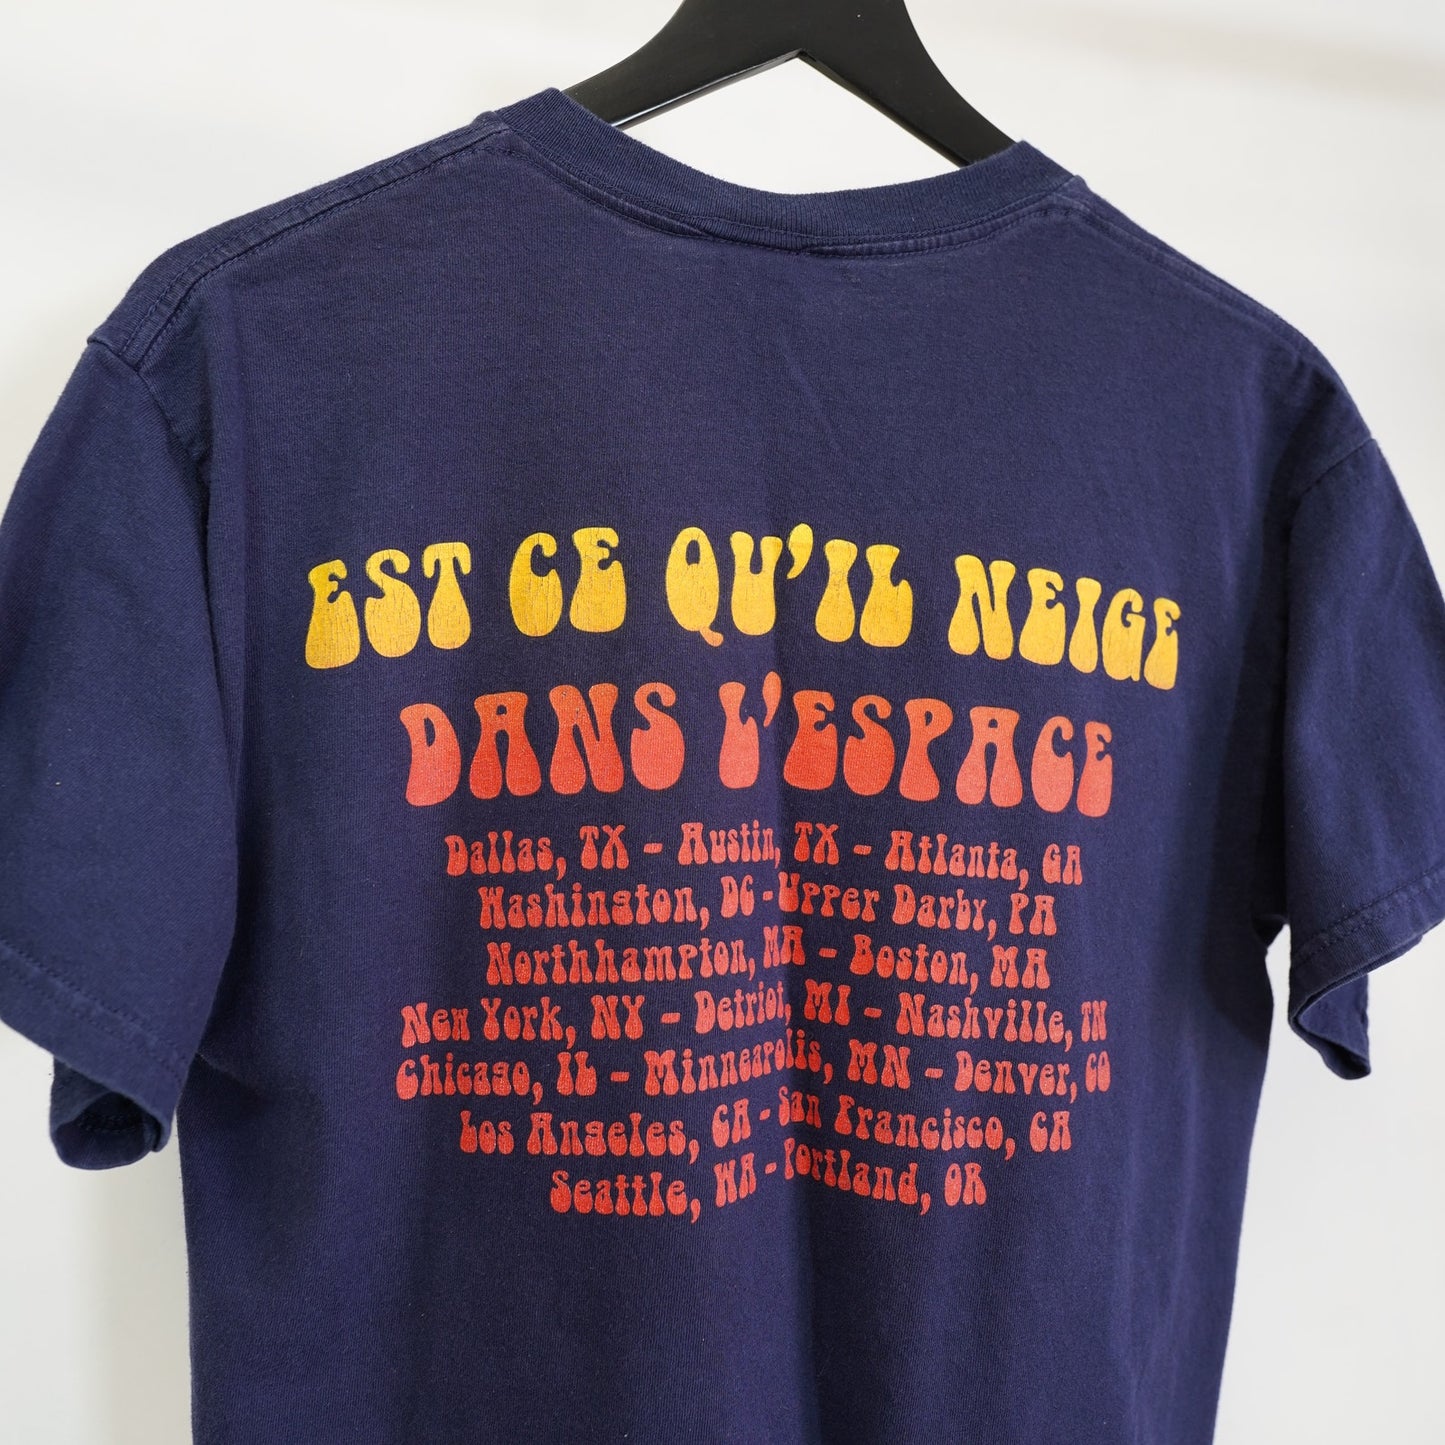 EST CE QU'IL NEIGE
DANS L'ESPACE
Dallas, TX - Austin, TX - Atlanta, GA
Washington, DC - Upper Darby, PA
Northhampton, MA - Boston, MA
New York, NY - Detriot, MI - Nashville, TN
Chicago, IL - Minneapolis, MN - Denver, CO
Los Angeles, CA - San Francisco, CA
Seattle, WA - Portland, OR